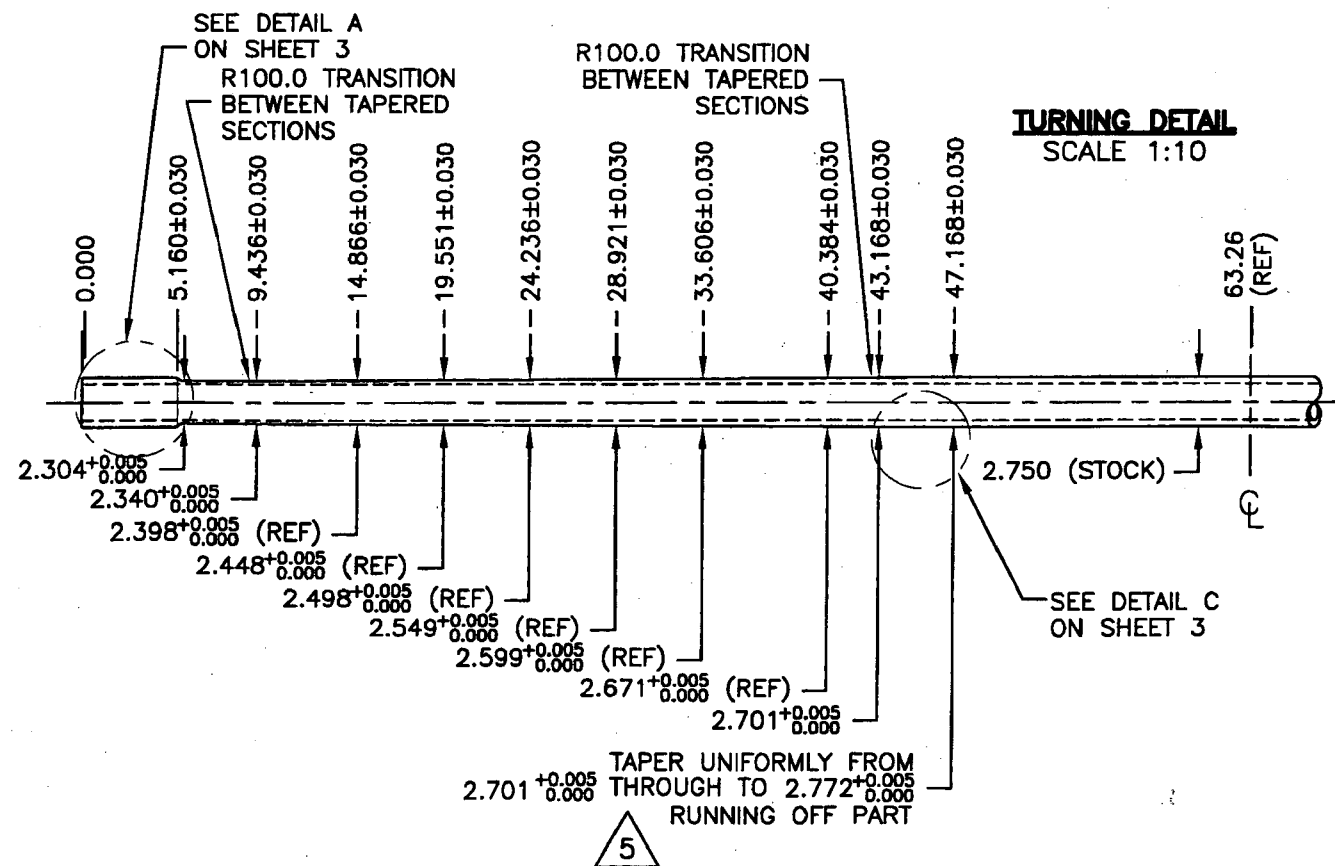 SEE DETAIL A
ON SHEET 3
R100.0 TRANSITION
BETWEEN TAPERED
SECTIONS
R100.0 TRANSITION
BETWEEN TAPERED
SECTIONS
TURNING DETAIL
SCALE 1:10
0.000
5.160±0.030
9.436±0.030
14.866±0.030
19.551±0.030
24.236±0.030
28.921±0.030
33.606±0.030
40.384±0.030
43.168±0.030
47.168±0.030
63.26
(REF)
2.304+0.005 0.000
2.340+0.005 0.000
2.398+0.005 0.000 (REF)
2.448+0.005 0.000 (REF)
2.498+0.005 0.000 (REF)
2.549+0.005 0.000 (REF)
2.599+0.005 0.000 (REF)
2.671+0.005 0.000 (REF)
2.701+0.005 0.000
2.750 (STOCK)
CL
SEE DETAIL C
ON SHEET 3
TAPER UNIFORMLY FROM
2.701 +0.005 0.000 THROUGH TO 2.772+0.005 0.000
RUNNING OFF PART
5